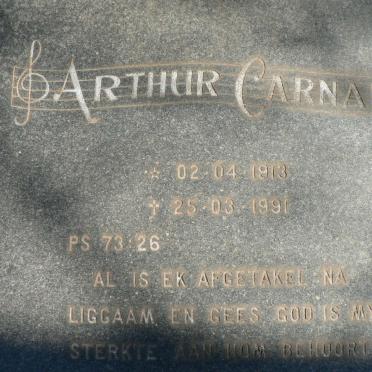 ARTHUR CARNA
☆ 02-04-1913
† 25-03-1991
PS 73:26
AL IS EK AFGETAKEL NA
LIGGAAM EN GEES, GOD IS MY
STERKTE, AAN HOM BEHOORT